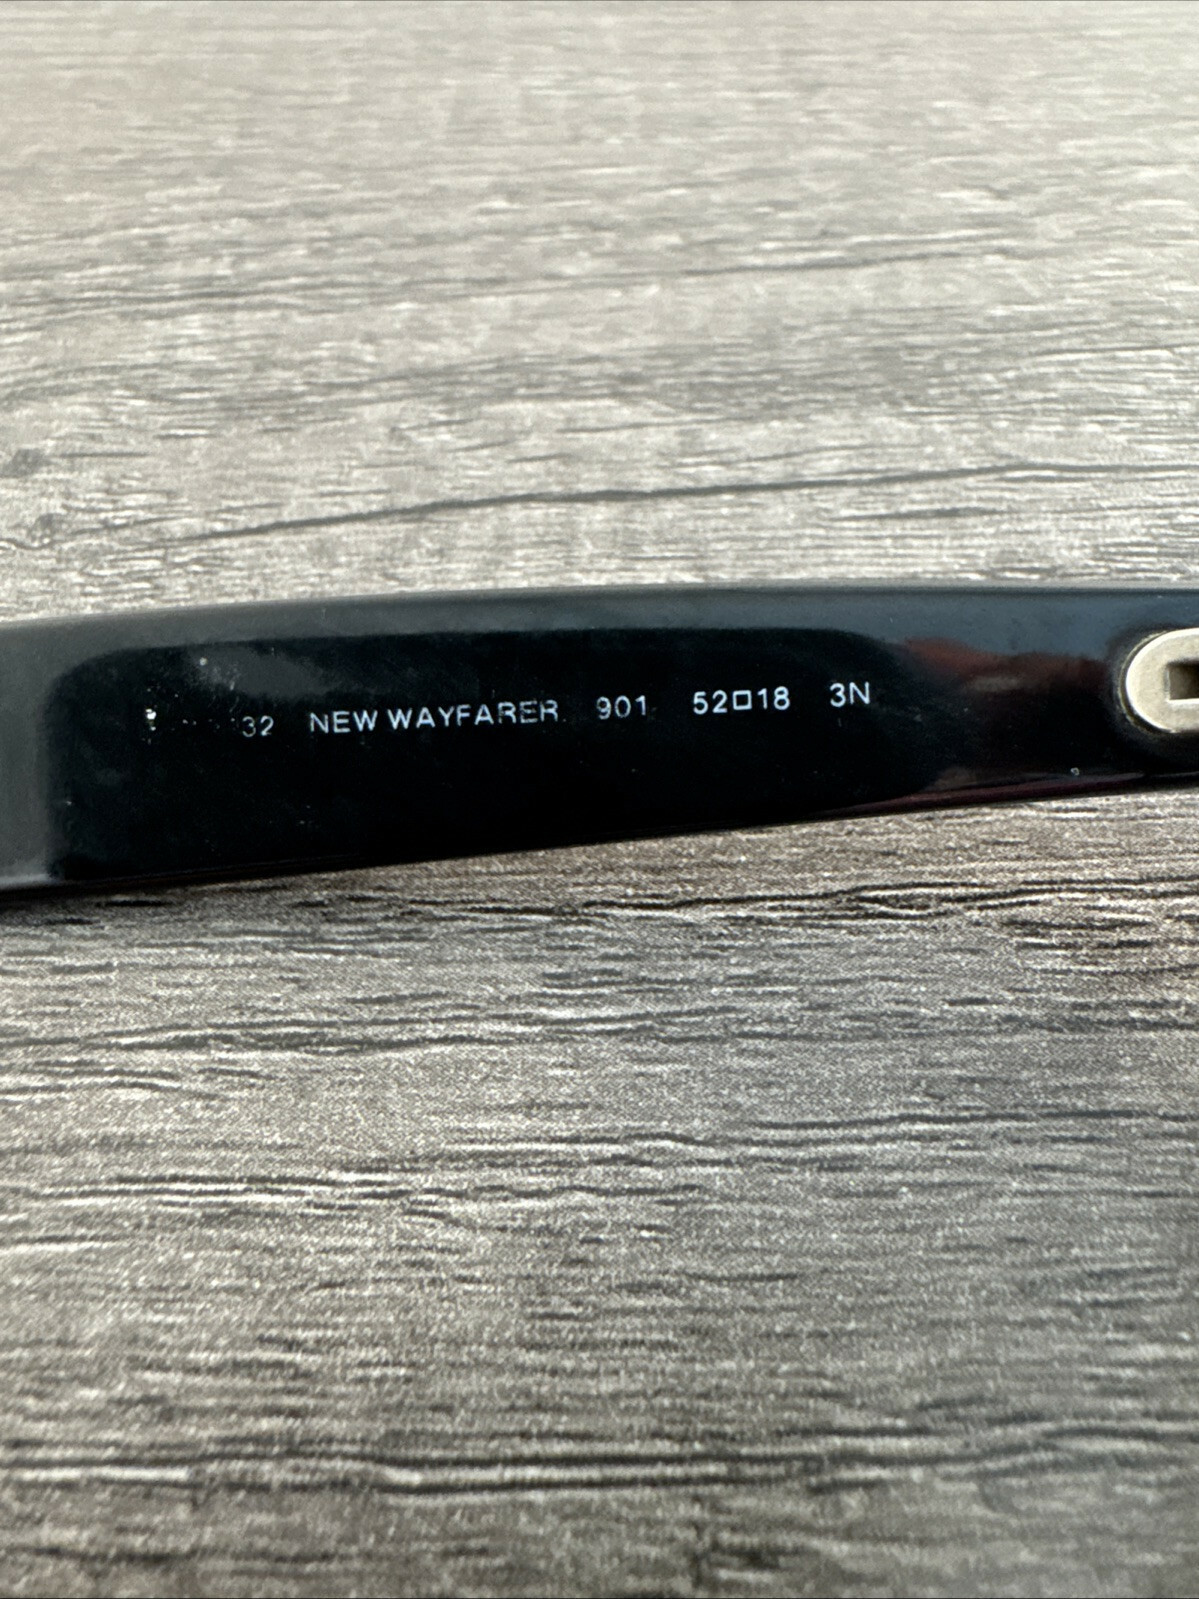 32 NEW WAYFARER 901 52□18 3N